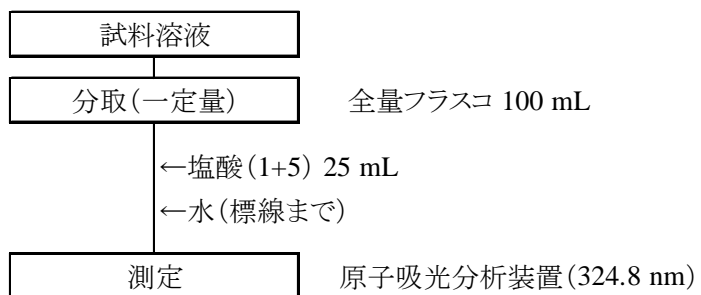 試料溶液
分取(一定量) 全量フラスコ 100 mL
←塩酸(1+5) 25 mL
←水(標線まで)
測定 原子吸光分析装置(324.8 nm)